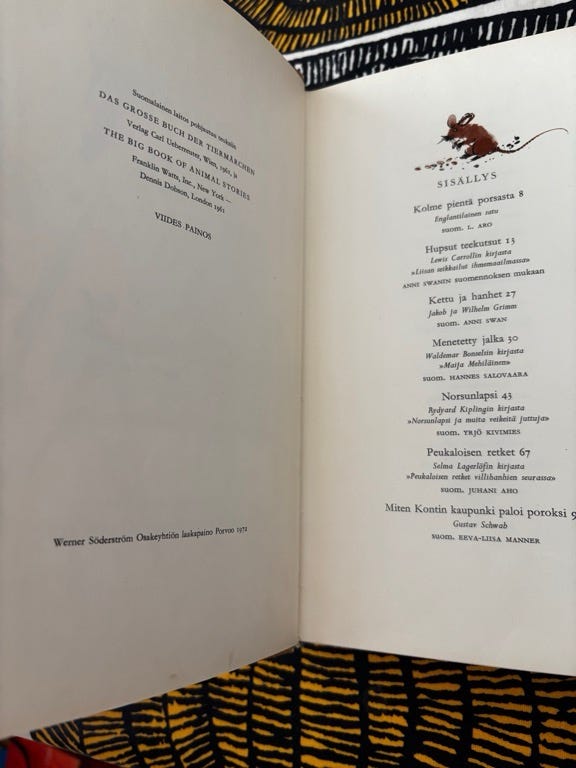 Suomalainen laitos pohjautuu teoksiin
DAS GROSSE BUCH DER TIERMÄRCHEN
Verlag Carl Ueberreuter, Wien, 1961, ja
THE BIG BOOK OF ANIMAL STORIES
Franklin Watts, Inc., New York —
Dennis Dobson, London 1961
VIIDES PAINOS
Werner Söderström Osakeyhtiön laakapaino Porvoo 1972
SISÄLLYS
Kolme pientä porsasta 8
Englantilainen satu
suom. L. ARO
Hupsut teekutsut 13
Lewis Carrollin kirjasta
»Liisan seikkailut ihmemaailmassa»
ANNI SWANIN suomennoksen mukaan
Kettu ja hanhet 27
Jakob ja Wilhelm Grimm
suom. ANNI SWAN
Menetetty jalka 30
Waldemar Bonselsin kirjasta
»Maija Mehiläinen»
suom. HANNES SALOVAARA
Norsunlapsi 43
Rydyard Kiplingin kirjasta
»Norsunlapsi ja muita veikeitä juttuja»
suom. YRJÖ KIVIMIES
Peukaloisen retket 67
Selma Lagerlöfin kirjasta
»Peukaloisen retket villihanhien seurassa»
suom. JUHANI AHO
Miten Kontin kaupunki paloi poroksi 9
Gustav Schwab
suom. EEVA-LIISA MANNER